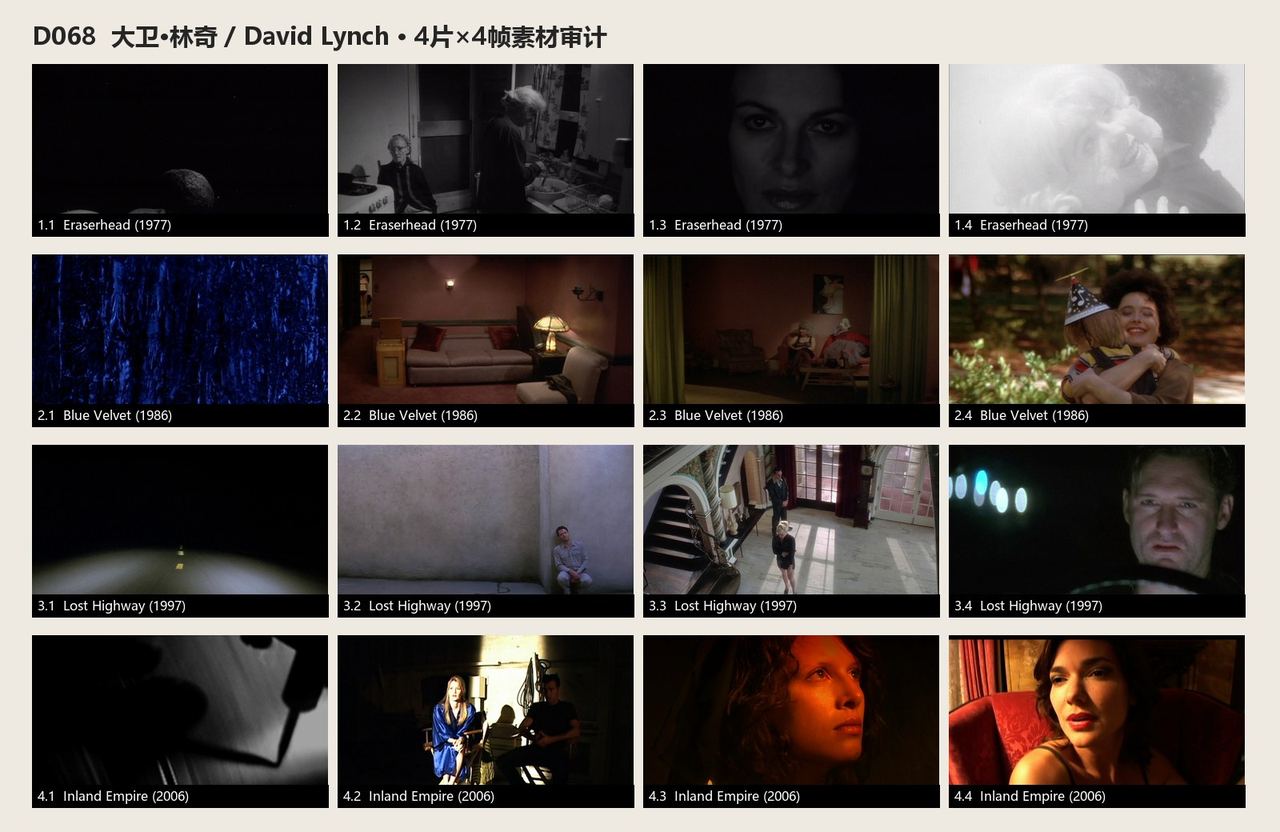 D068 大卫•林奇 / David Lynch • 4片×4帧素材审计
1.1 Eraserhead (1977)
1.2 Eraserhead (1977)
1.3 Eraserhead (1977)
1.4 Eraserhead (1977)
2.1 Blue Velvet (1986)
2.2 Blue Velvet (1986)
2.3 Blue Velvet (1986)
2.4 Blue Velvet (1986)
3.1 Lost Highway (1997)
3.2 Lost Highway (1997)
3.3 Lost Highway (1997)
3.4 Lost Highway (1997)
4.1 Inland Empire (2006)
4.2 Inland Empire (2006)
4.3 Inland Empire (2006)
4.4 Inland Empire (2006)